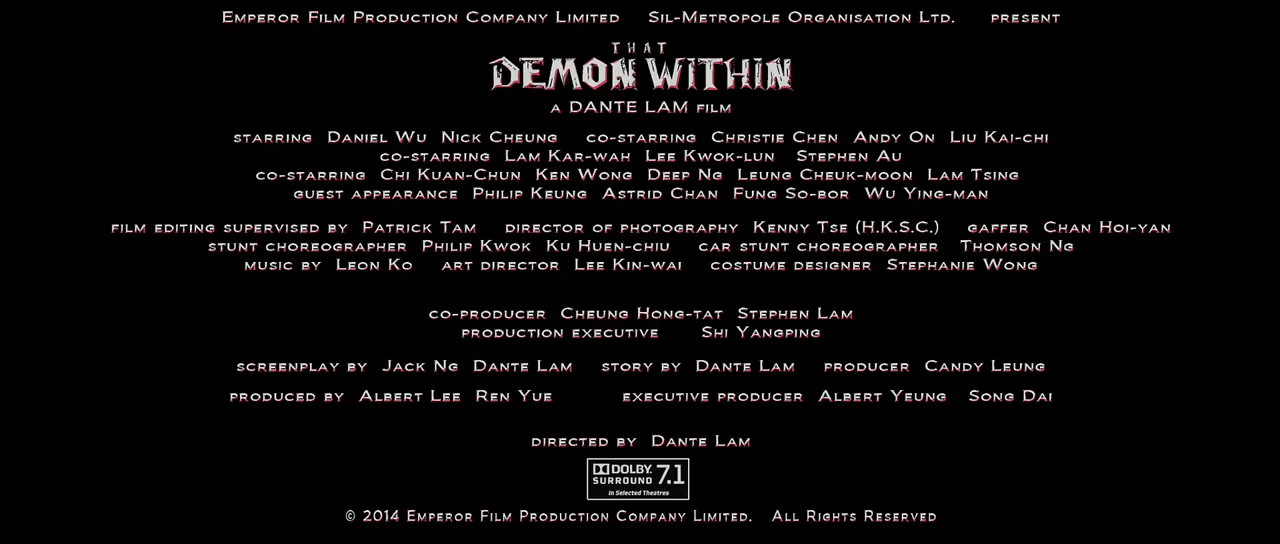 Emperor Film Production Company Limited Sil-Metropole Organisation Ltd. present
THAT
DEMON WITHIN
a DANTE LAM film
starring Daniel Wu Nick Cheung co-starring Christie Chen Andy On Liu Kai-chi
co-starring Lam Kar-wah Lee Kwok-lun Stephen Au
co-starring Chi Kuan-Chun Ken Wong Deep Ng Leung Cheuk-moon Lam Tsing
guest appearance Philip Keung Astrid Chan Fung So-bor Wu Ying-man
film editing supervised by Patrick Tam director of photography Kenny Tse (H.K.S.C.) gaffer Chan Hoi-yan
stunt choreographer Philip Kwok Ku Huen-chiu car stunt choreographer Thomson Ng
music by Leon Ko art director Lee Kin-wai costume designer Stephanie Wong
co-producer Cheung Hong-tat Stephen Lam
production executive Shi Yangping
screenplay by Jack Ng Dante Lam story by Dante Lam producer Candy Leung
produced by Albert Lee Ren Yue executive producer Albert Yeung Song Dai
directed by Dante Lam
DOLBY.
SURROUND 7.1
In Selected Theatres
© 2014 Emperor Film Production Company Limited. All Rights Reserved